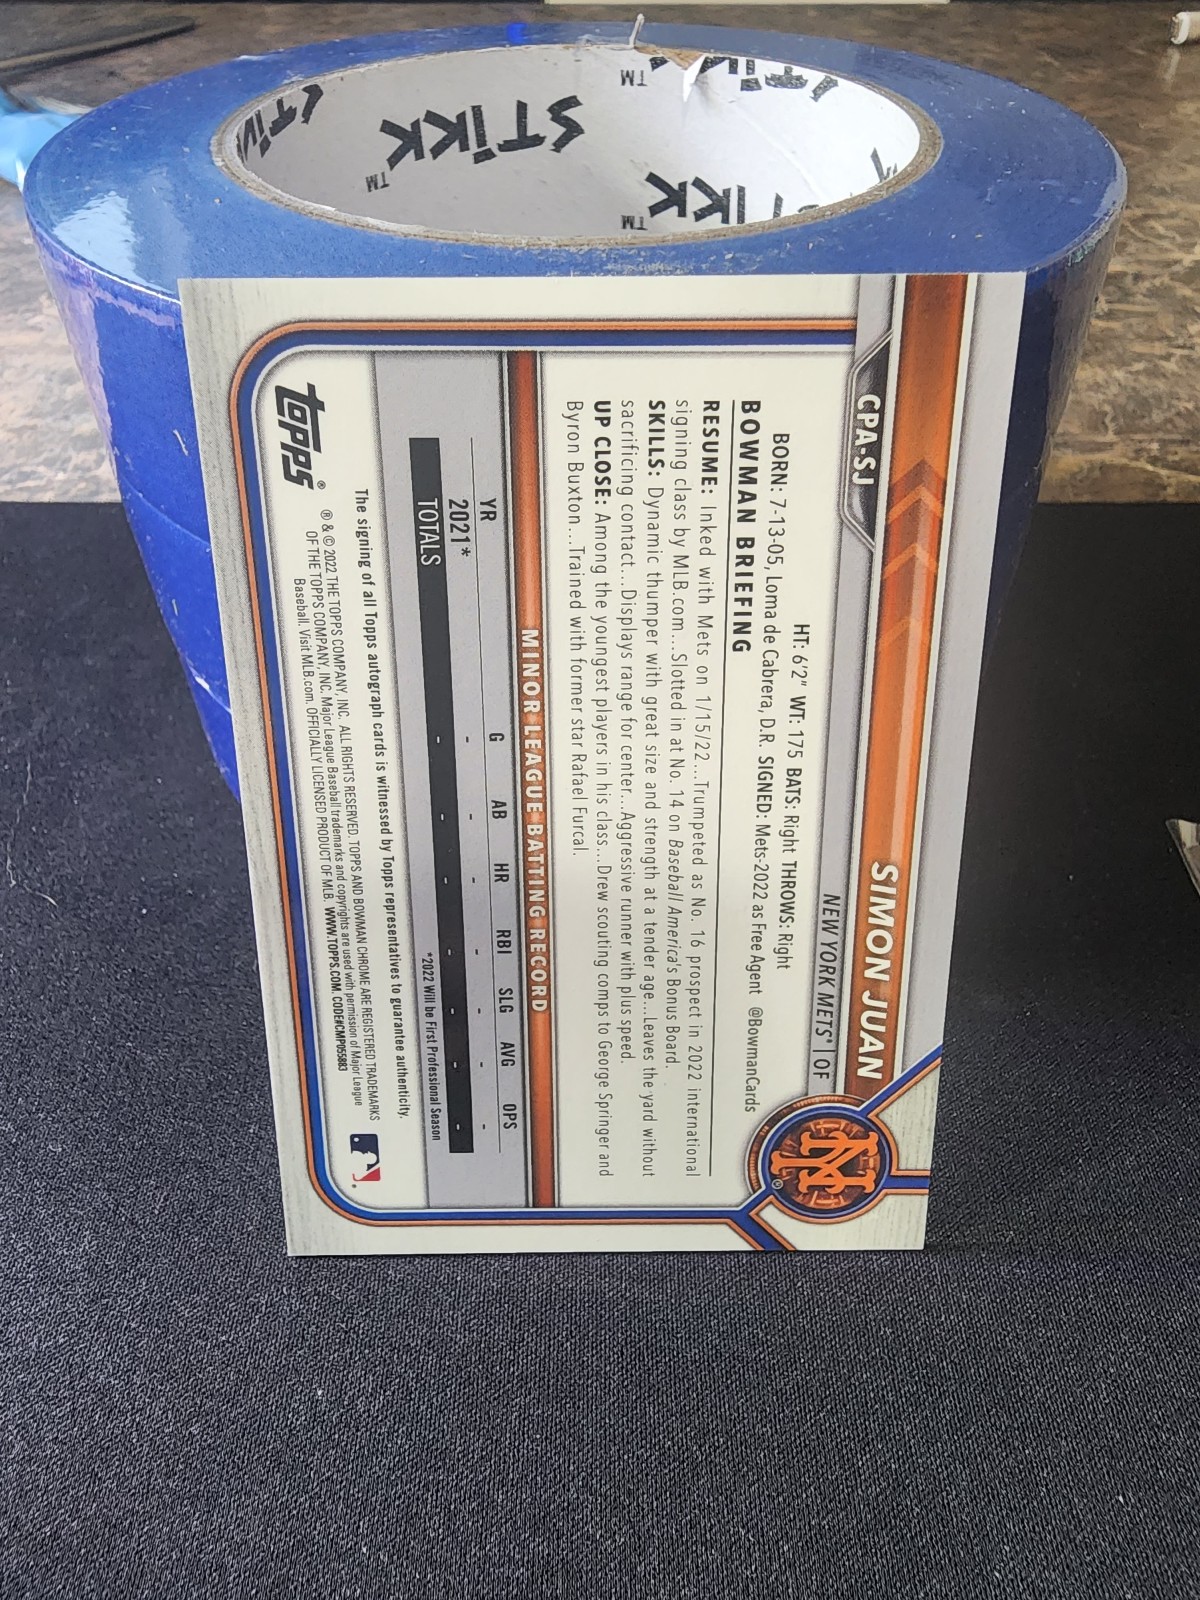 STiKK
TM
STiKK
TM
TM
CPA-SJ
SIMON JUAN
NEW YORK METS® | OF
HT: 6'2" WT: 175 BATS: Right THROWS: Right
BORN: 7-13-05, Loma de Cabrera, D.R. SIGNED: Mets-2022 as Free Agent @BowmanCards
BOWMAN BRIEFING
RESUME: Inked with Mets on 1/15/22...Trumpeted as No. 16 prospect in 2022 international
signing class by MLB.com...Slotted in at No. 14 on Baseball America's Bonus Board.
SKILLS: Dynamic thumper with great size and strength at a tender age...Leaves the yard without
sacrificing contact...Displays range for center...Aggressive runner with plus speed.
UP CLOSE: Among the youngest players in his class...Drew scouting comps to George Springer and
Byron Buxton...Trained with former star Rafael Furcal.
MINOR LEAGUE BATTING RECORD
YR G AB HR RBI SLG AVG OPS
2021* - - - - - - -
TOTALS - - - - - - -
*2022 Will be First Professional Season
The signing of all Topps autograph cards is witnessed by Topps representatives to guarantee authenticity.
topps®
® & © 2022 THE TOPPS COMPANY, INC. ALL RIGHTS RESERVED. TOPPS AND BOWMAN CHROME ARE REGISTERED TRADEMARKS
OF THE TOPPS COMPANY, INC. Major League Baseball trademarks and copyrights are used with permission of Major League
Baseball. Visit MLB.com. OFFICIALLY LICENSED PRODUCT OF MLB. WWW.TOPPS.COM. CODE#CMP055883